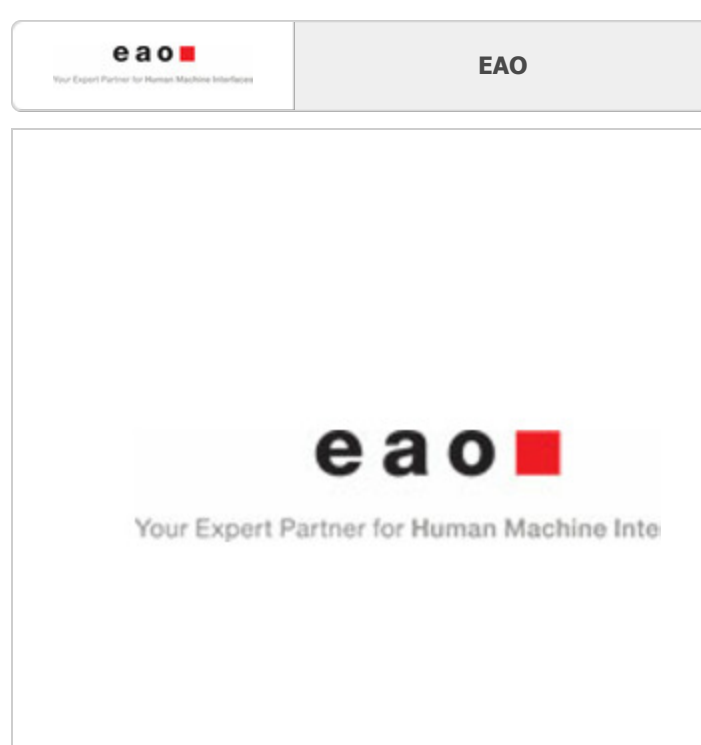 eao
Your Expert Partner for Human Machine Interfaces
EAO
eao
Your Expert Partner for Human Machine Inte